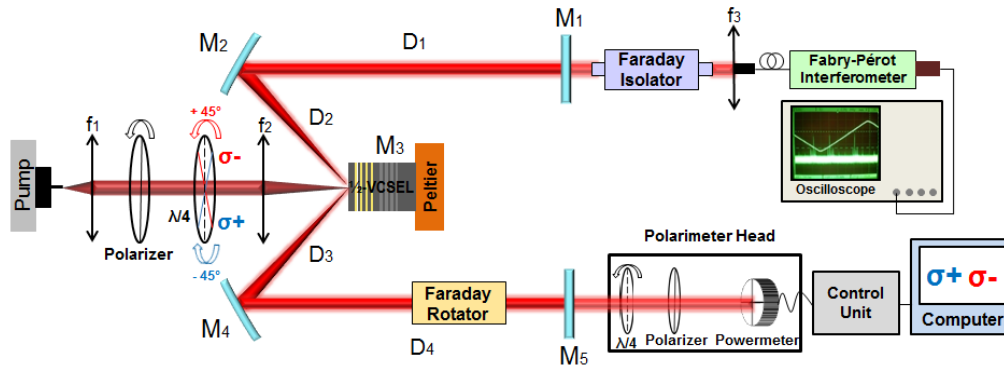 M1
f3
M2
D1
Faraday
Isolator
Fabry-Pérot
Interferometer
+ 45°
f1
f2
D2
σ-
M3
Pump
½-VCSEL
Peltier
Oscilloscope
λ/4
σ+
Polarizer
- 45°
D3
Polarimeter Head
M4
Faraday
Rotator
D4
M5
λ/4
Polarizer
Powermeter
Control
Unit
σ+ σ-
Computer